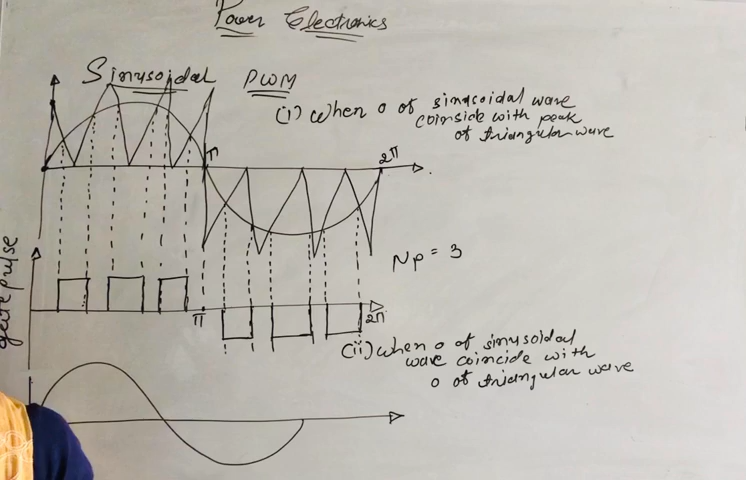 Power Electronics
Sinusoidal PWM
(i) when 0 of sinusoidal wave
coinside with peak
of triangular wave
π
2π
Np = 3
gate pulse
π
2π
(ii) when 0 of sinusoidal
wave coincide with
0 of triangular wave